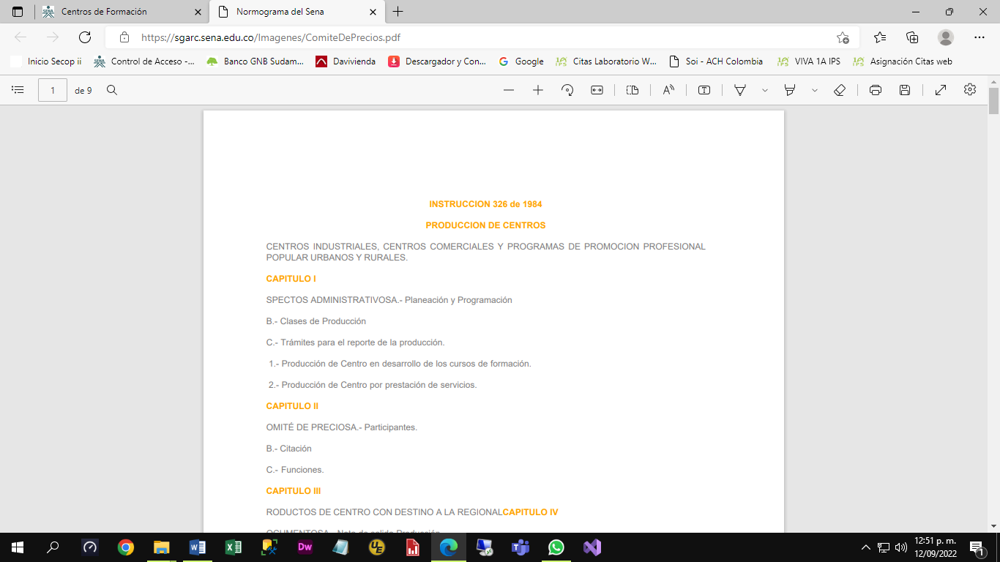 Centros de Formación
Normograma del Sena
https://sgarc.sena.edu.co/Imagenes/ComiteDePrecios.pdf
Inicio Secop ii
Control de Acceso -...
Banco GNB Sudam...
Davivienda
Descargador y Con...
Google
Citas Laboratorio W...
Soi - ACH Colombia
VIVA 1A IPS
Asignación Citas web
1 de 9
INSTRUCCION 326 de 1984
PRODUCCION DE CENTROS
CENTROS INDUSTRIALES, CENTROS COMERCIALES Y PROGRAMAS DE PROMOCION PROFESIONAL
POPULAR URBANOS Y RURALES.
CAPITULO I
SPECTOS ADMINISTRATIVOSA.- Planeación y Programación
B.- Clases de Producción
C.- Trámites para el reporte de la producción.
1.- Producción de Centro en desarrollo de los cursos de formación.
2.- Producción de Centro por prestación de servicios.
CAPITULO II
OMITÉ DE PRECIOSA.- Participantes.
B.- Citación
C.- Funciones.
CAPITULO III
RODUCTOS DE CENTRO CON DESTINO A LA REGIONALCAPITULO IV
OCUMENTOSA.- Nota de salida Producción
12:51 p. m.
12/09/2022
1